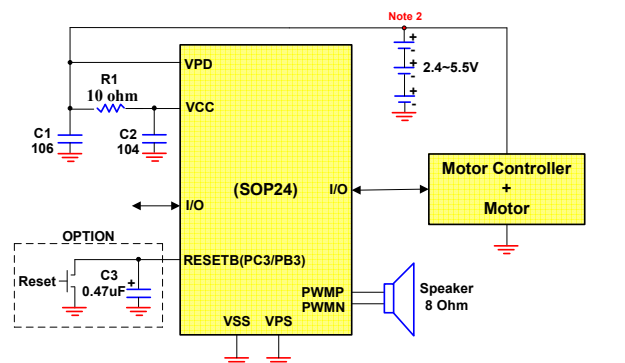 Note 2
VPD
2.4~5.5V
R1
10 ohm
VCC
C1
106
C2
104
(SOP24)
I/O
I/O
Motor Controller
+
Motor
OPTION
RESETB(PC3/PB3)
Reset
C3
0.47uF
+
PWMP
PWMN
Speaker
8 Ohm
VSS VPS
+
-
+
-
+
-